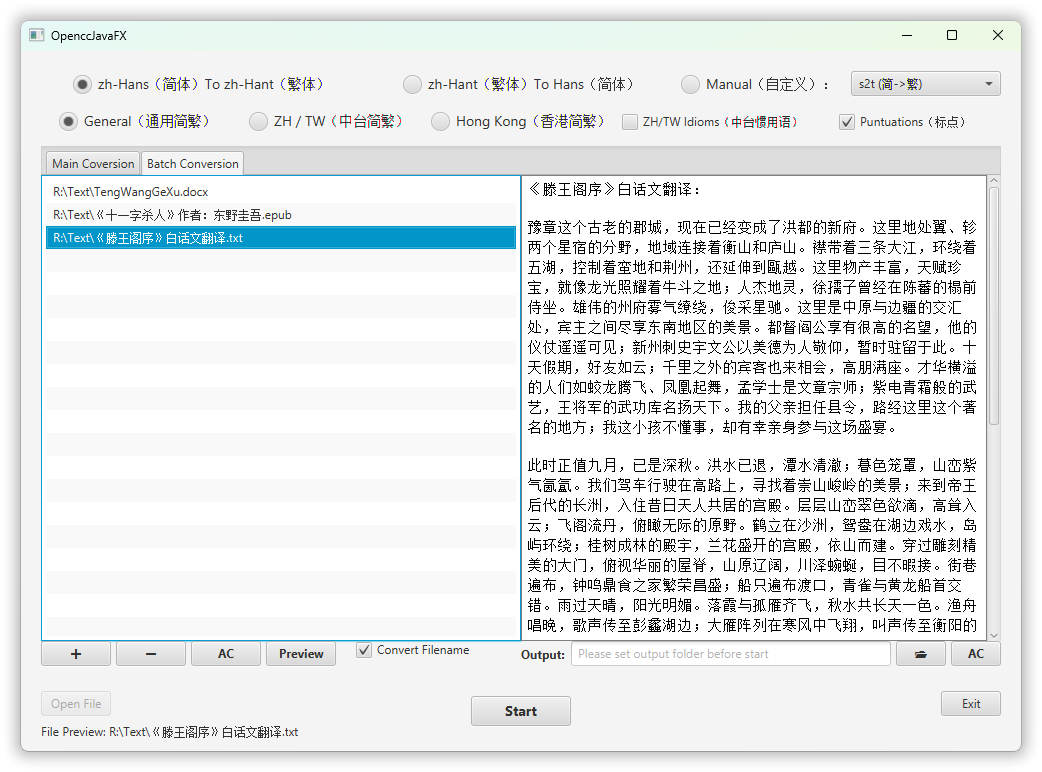 OpenccJavaFX
zh-Hans（简体）To zh-Hant（繁体）
zh-Hant（繁体）To Hans（简体）
Manual（自定义）：
s2t (简->繁)
General（通用简繁）
ZH / TW（中台简繁）
Hong Kong（香港简繁）
ZH/TW Idioms（中台惯用语）
Puntuations（标点）
Main Coversion
Batch Conversion
R:\Text\TengWangGeXu.docx
R:\Text\《十一字杀人》作者：东野圭吾.epub
R:\Text\《滕王阁序》白话文翻译.txt
《滕王阁序》白话文翻译：
豫章这个古老的郡城，现在已经变成了洪都的新府。这里地处翼、轸
两个星宿的分野，地域连接着衡山和庐山。襟带着三条大江，环绕着
五湖，控制着蛮地和荆州，还延伸到瓯越。这里物产丰富，天赋珍
宝，就像龙光照耀着牛斗之地；人杰地灵，徐孺子曾经在陈蕃的榻前
侍坐。雄伟的州府雾气缭绕，俊采星驰。这里是中原与边疆的交汇
处，宾主之间尽享东南地区的美景。都督阎公享有很高的名望，他的
仪仗遥遥可见；新州刺史宇文公以美德为人敬仰，暂时驻留于此。十
天假期，好友如云；千里之外的宾客也来相会，高朋满座。才华横溢
的人们如蛟龙腾飞、凤凰起舞，孟学士是文章宗师；紫电青霜般的武
艺，王将军的武功库名扬天下。我的父亲担任县令，路经这里这个著
名的地方；我这小孩不懂事，却有幸亲身参与这场盛宴。
此时正值九月，已是深秋。洪水已退，潭水清澈；暮色笼罩，山峦紫
气氤氲。我们驾车行驶在高路上，寻找着崇山峻岭的美景；来到帝王
后代的长洲，入住昔日天人共居的宫殿。层层山峦翠色欲滴，高耸入
云；飞阁流丹，俯瞰无际的原野。鹤立在沙洲，鸳鸯在湖边戏水，岛
屿环绕；桂树成林的殿宇，兰花盛开的宫殿，依山而建。穿过雕刻精
美的大门，俯视华丽的屋脊，山原辽阔，川泽蜿蜒，目不暇接。街巷
遍布，钟鸣鼎食之家繁荣昌盛；船只遍布渡口，青雀与黄龙船首交
错。雨过天晴，阳光明媚。落霞与孤雁齐飞，秋水共长天一色。渔舟
唱晚，歌声传至彭蠡湖边；大雁阵列在寒风中飞翔，叫声传至衡阳的
+
−
AC
Preview
Convert Filename
Output:
Please set output folder before start
AC
Open File
Start
Exit
File Preview: R:\Text\《滕王阁序》白话文翻译.txt